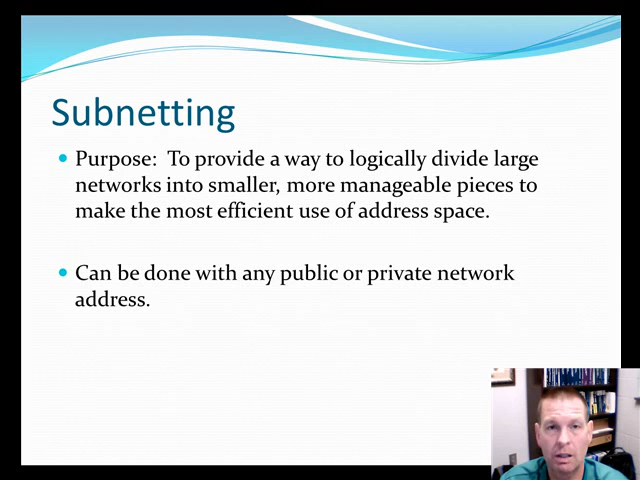 Subnetting
Purpose:  To provide a way to logically divide large
networks into smaller, more manageable pieces to
make the most efficient use of address space.
Can be done with any public or private network
address.